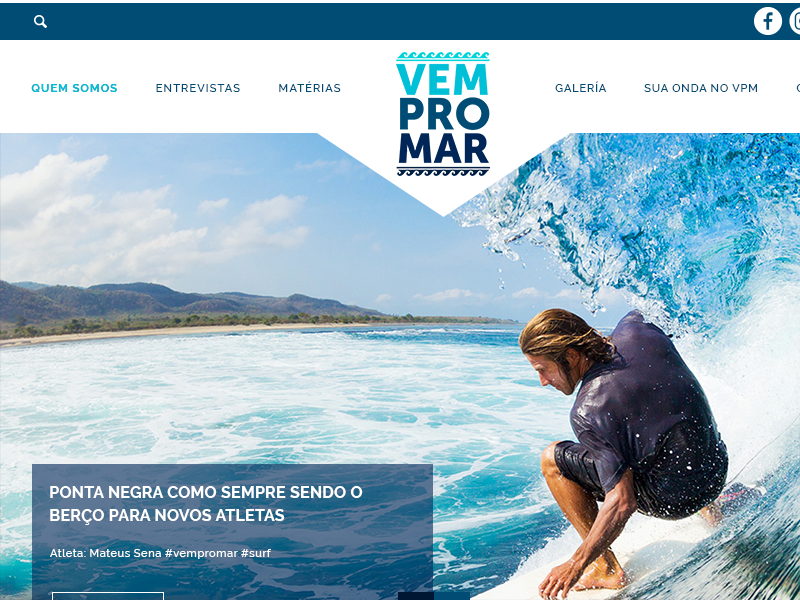 QUEM SOMOS
ENTREVISTAS
MATÉRIAS
VEM
PRO
MAR
GALERÍA
SUA ONDA NO VPM
PONTA NEGRA COMO SEMPRE SENDO O
BERÇO PARA NOVOS ATLETAS
Atleta: Mateus Sena #vempromar #surf